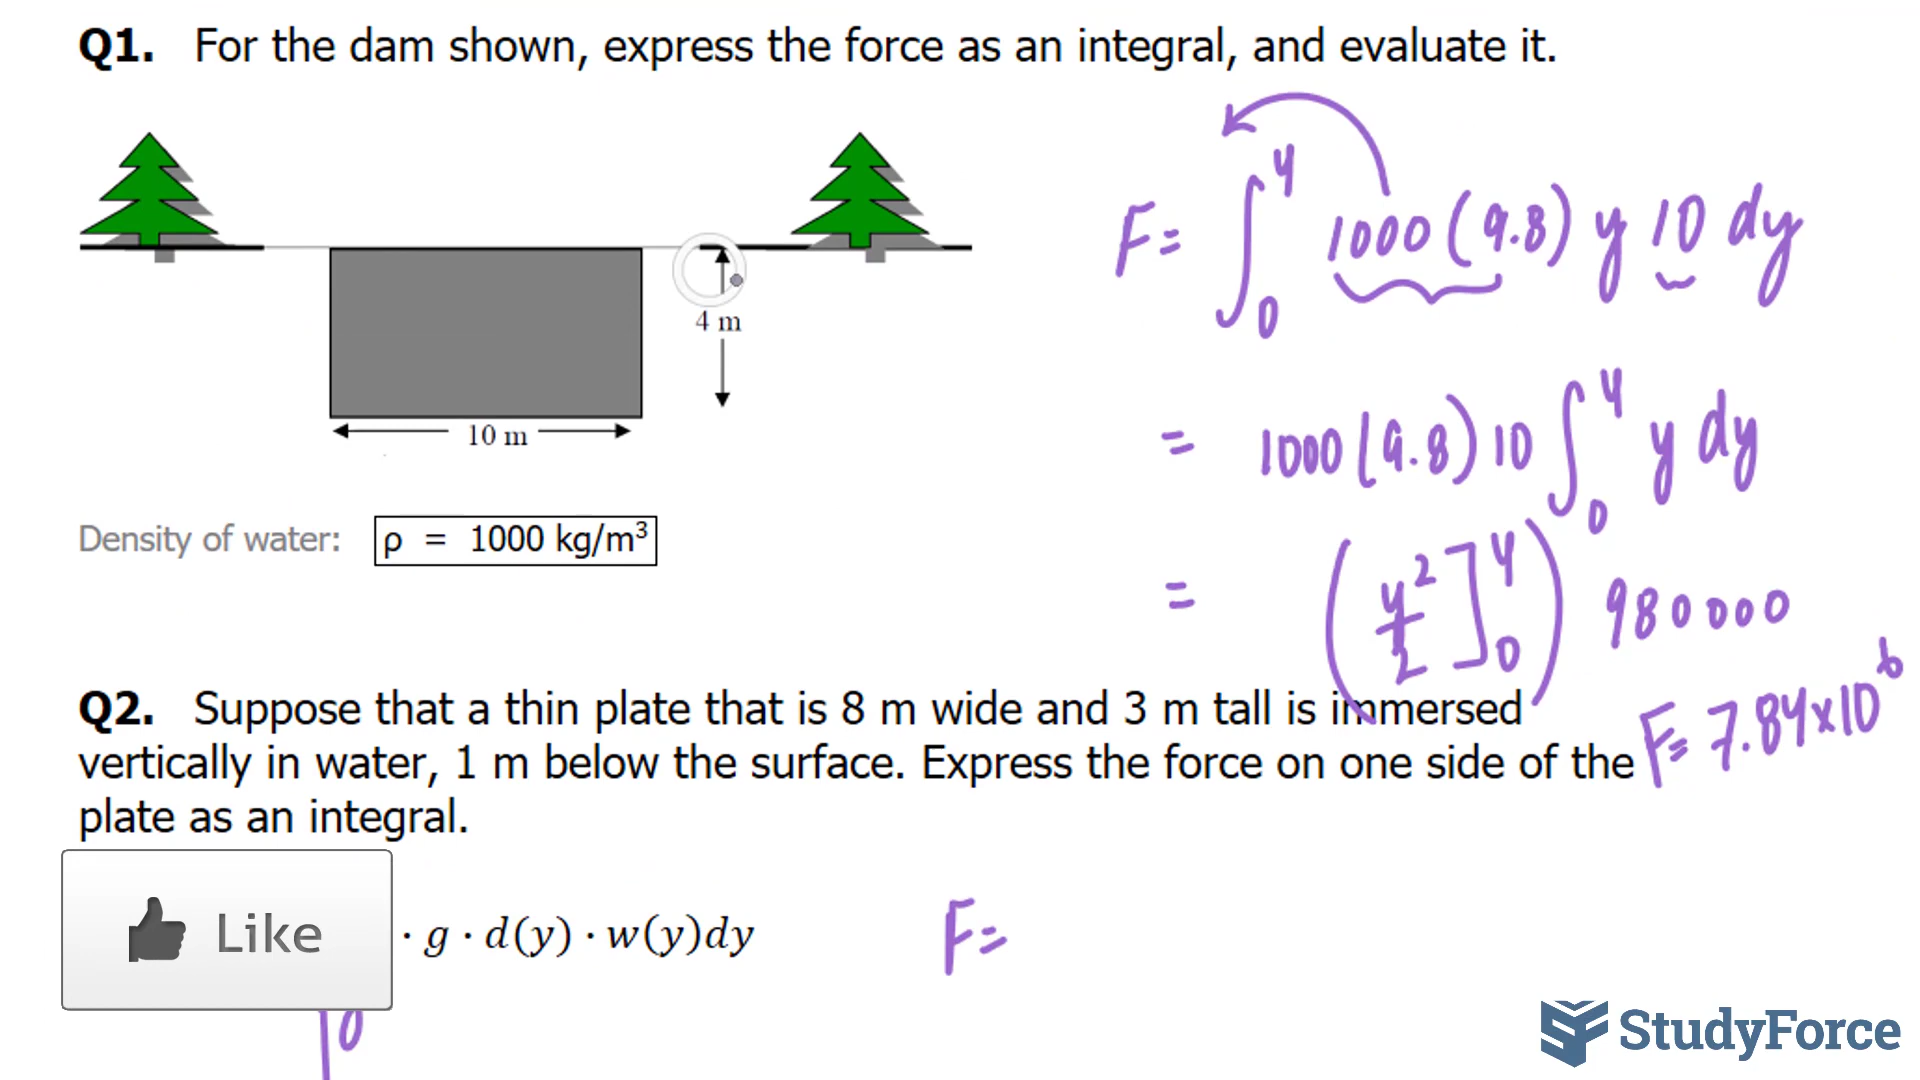 Q1. For the dam shown, express the force as an integral, and evaluate it.
F = ∫₀⁴ 1000 (9.8) y 10 dy
4 m
10 m
= 1000 (9.8) 10 ∫₀⁴ y dy
Density of water: ρ = 1000 kg/m³
= (y²/2]₀⁴) 980000
F = 7.84x10⁶
Q2. Suppose that a thin plate that is 8 m wide and 3 m tall is immersed
vertically in water, 1 m below the surface. Express the force on one side of the
plate as an integral.
Like
· g · d(y) · w(y)dy
F =
10
StudyForce